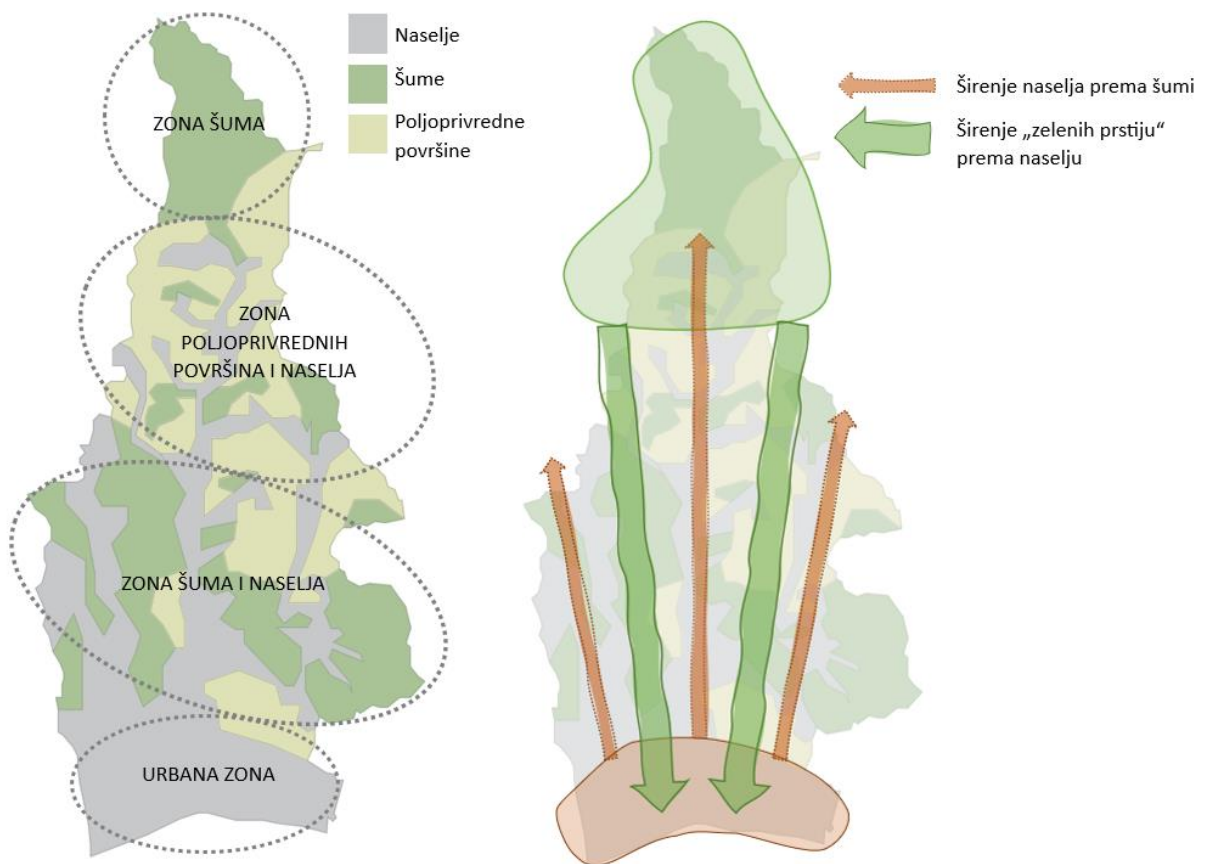 Naselje
Šume
Poljoprivredne
površine
ZONA ŠUMA
ZONA
POLJOPRIVREDNIH
POVRŠINA I NASELJA
ZONA ŠUMA I NASELJA
URBANA ZONA
Širenje naselja prema šumi
Širenje „zelenih prstiju“
prema naselju